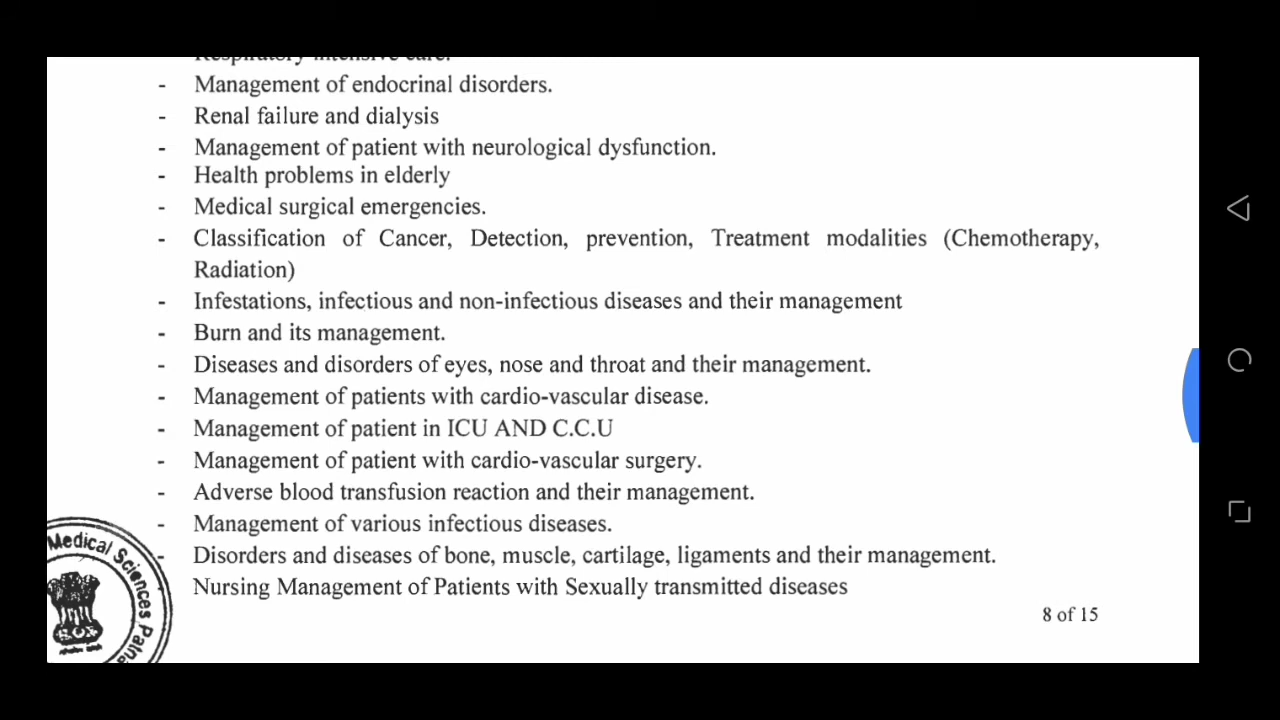 Respiratory intensive care.
- Management of endocrinal disorders.
- Renal failure and dialysis
- Management of patient with neurological dysfunction.
- Health problems in elderly
- Medical surgical emergencies.
- Classification of Cancer, Detection, prevention, Treatment modalities (Chemotherapy,
Radiation)
- Infestations, infectious and non-infectious diseases and their management
- Burn and its management.
- Diseases and disorders of eyes, nose and throat and their management.
- Management of patients with cardio-vascular disease.
- Management of patient in ICU AND C.C.U
- Management of patient with cardio-vascular surgery.
- Adverse blood transfusion reaction and their management.
- Management of various infectious diseases.
- Disorders and diseases of bone, muscle, cartilage, ligaments and their management.
Nursing Management of Patients with Sexually transmitted diseases
8 of 15
Medical Sciences Patna